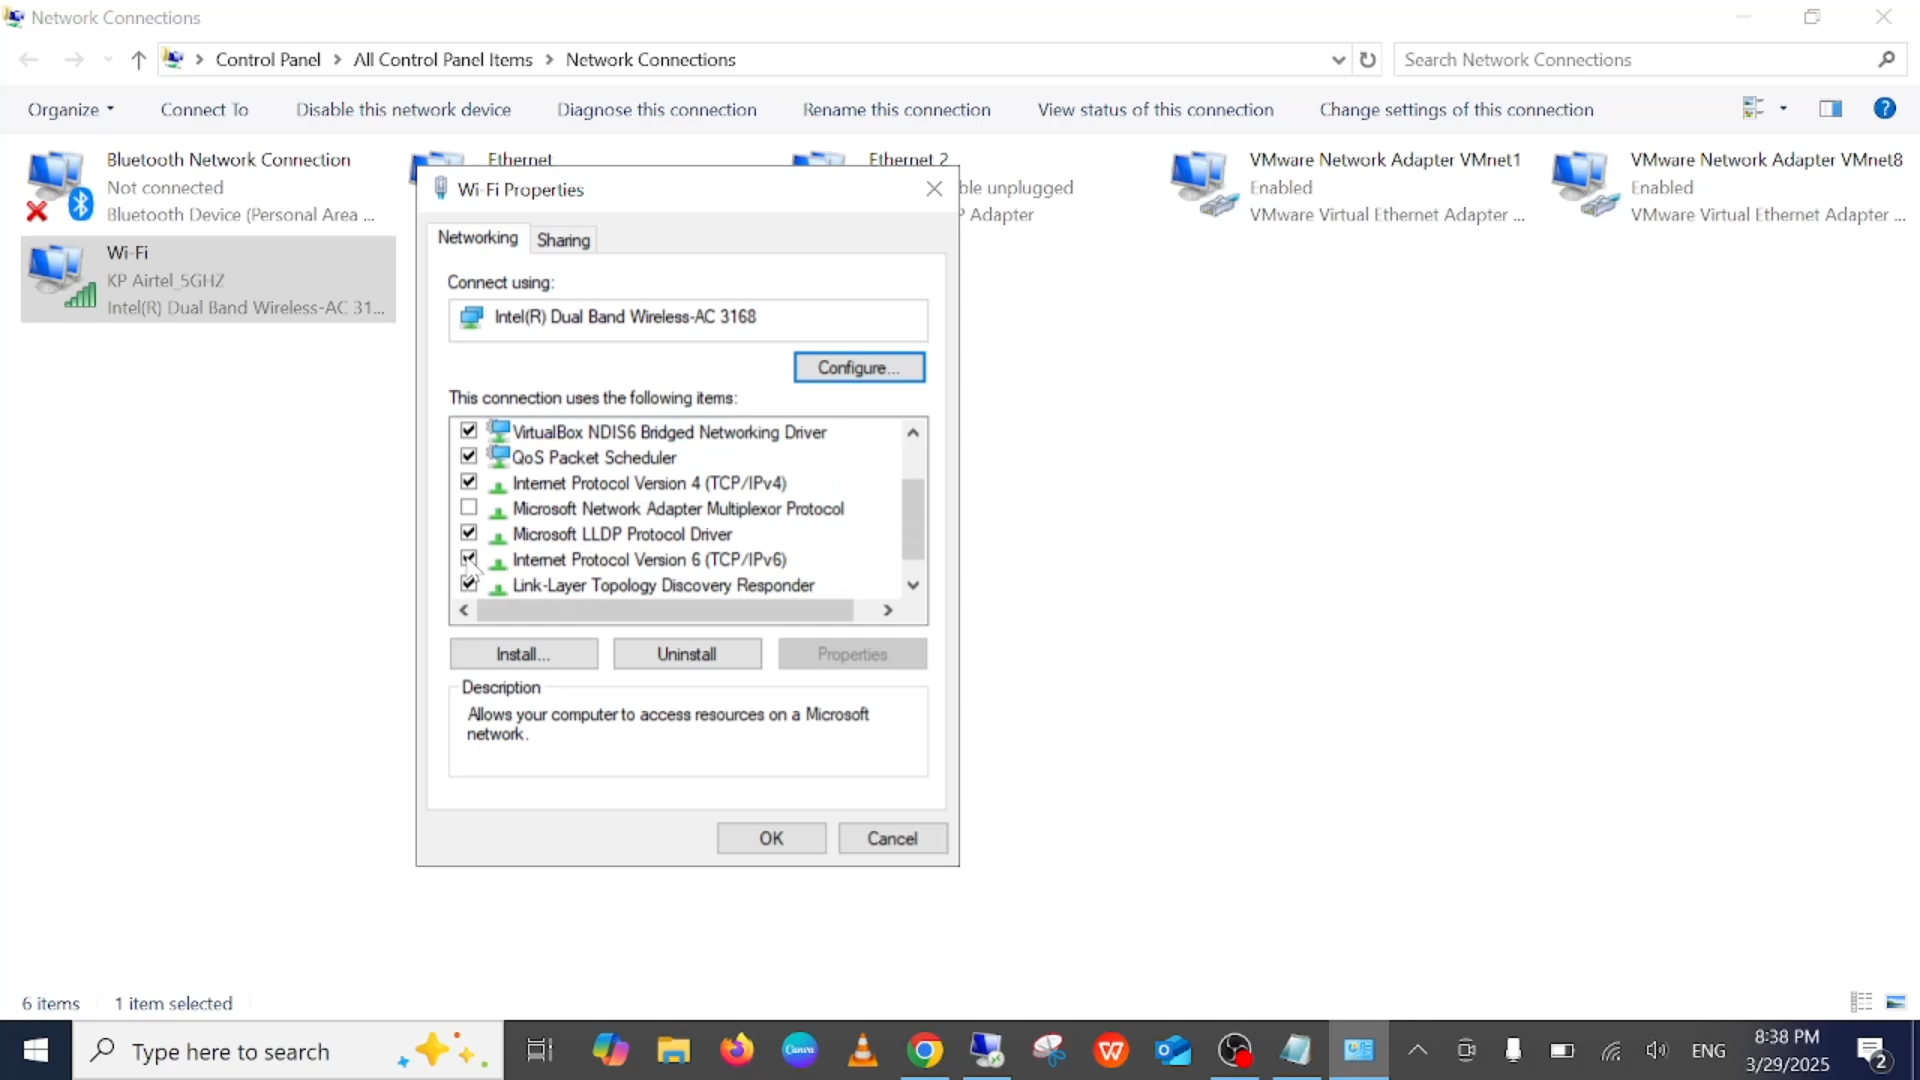 Network Connections
Control Panel > All Control Panel Items > Network Connections
Search Network Connections
Organize
Connect To
Disable this network device
Diagnose this connection
Rename this connection
View status of this connection
Change settings of this connection
Bluetooth Network Connection
Not connected
Bluetooth Device (Personal Area ...
Ethernet
Ethernet 2
ble unplugged
Adapter
VMware Network Adapter VMnet1
Enabled
VMware Virtual Ethernet Adapter ...
VMware Network Adapter VMnet8
Enabled
VMware Virtual Ethernet Adapter ...
Wi-Fi
KP Airtel_5GHZ
Intel(R) Dual Band Wireless-AC 31...
Wi-Fi Properties
Networking
Sharing
Connect using:
Intel(R) Dual Band Wireless-AC 3168
Configure...
This connection uses the following items:
VirtualBox NDIS6 Bridged Networking Driver
QoS Packet Scheduler
Internet Protocol Version 4 (TCP/IPv4)
Microsoft Network Adapter Multiplexor Protocol
Microsoft LLDP Protocol Driver
Internet Protocol Version 6 (TCP/IPv6)
Link-Layer Topology Discovery Responder
Install...
Uninstall
Properties
Description
Allows your computer to access resources on a Microsoft
network.
OK
Cancel
6 items
1 item selected
Type here to search
Canva
W
ENG
8:38 PM
3/29/2025
2